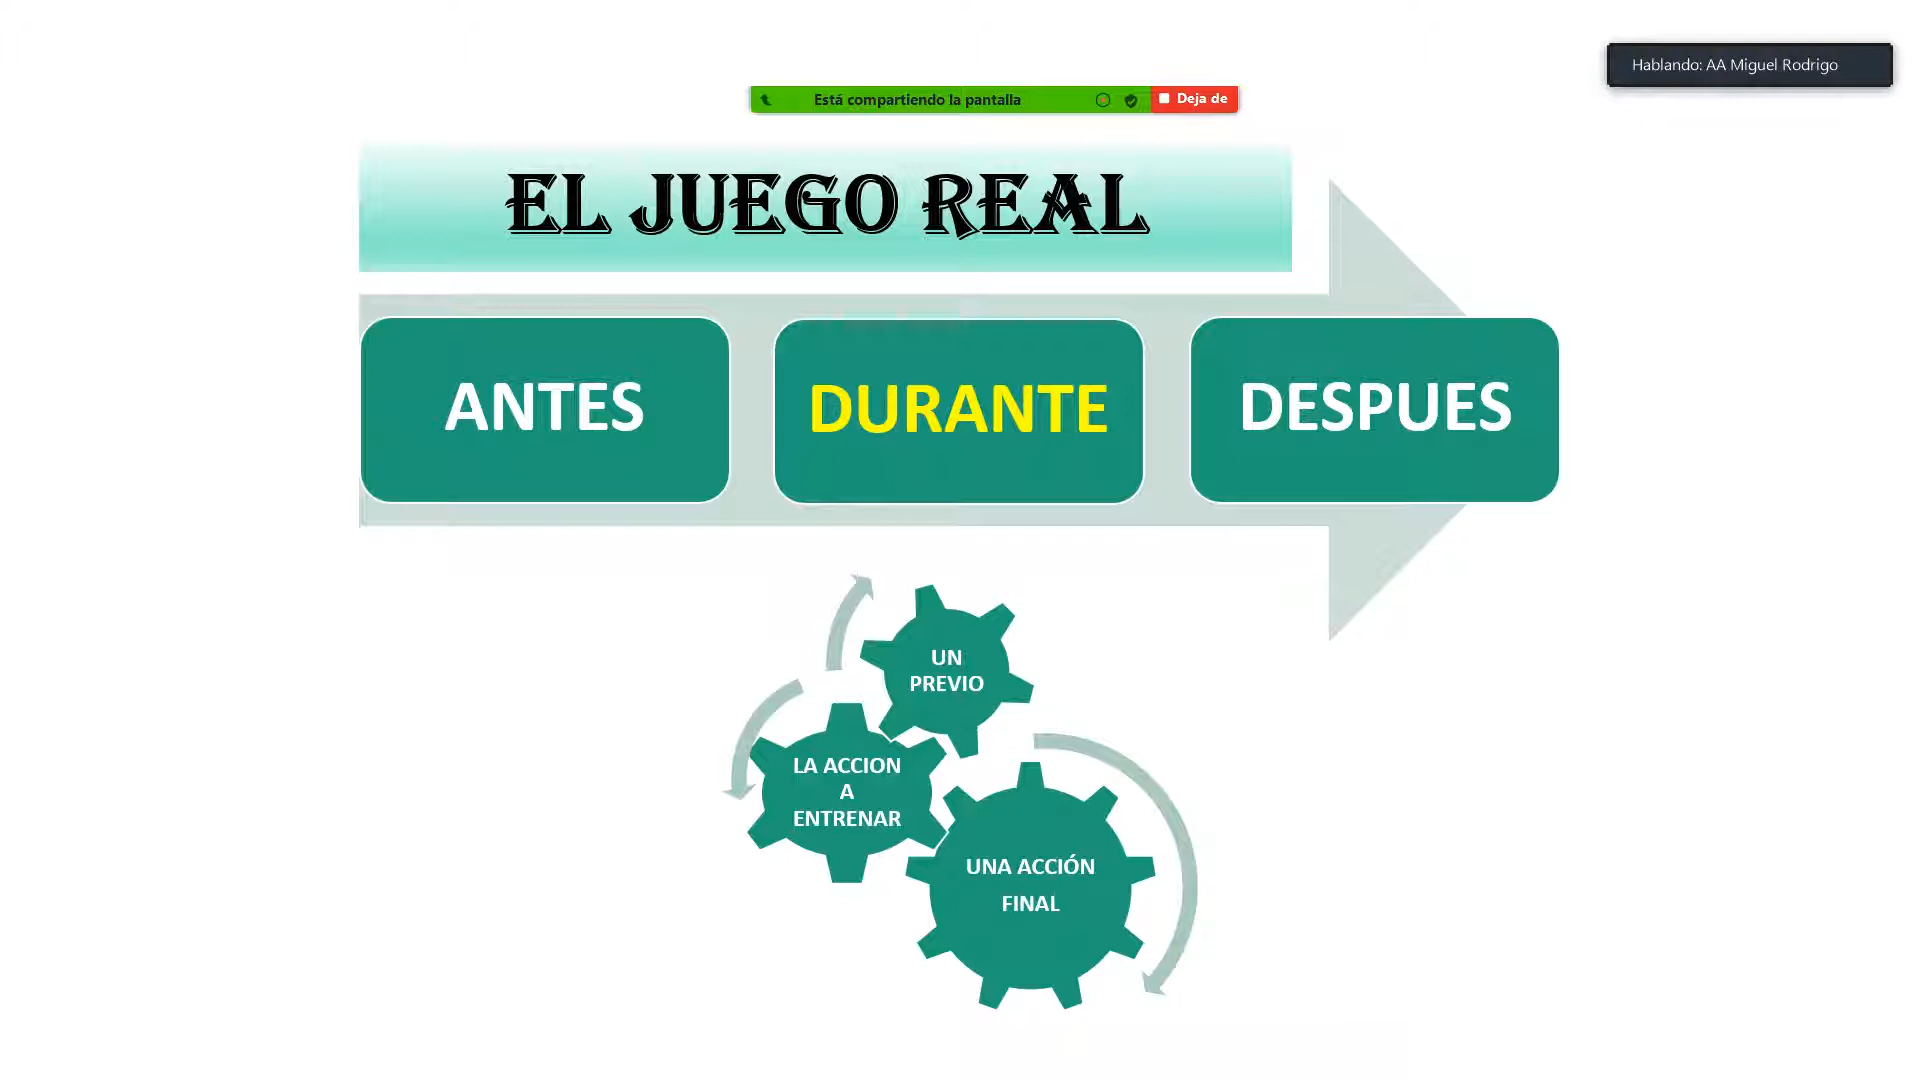 Hablando: AA Miguel Rodrigo
Está compartiendo la pantalla
Deja de
EL JUEGO REAL
ANTES
DURANTE
DESPUES
UN
PREVIO
LA ACCION
A
ENTRENAR
UNA ACCIÓN
FINAL